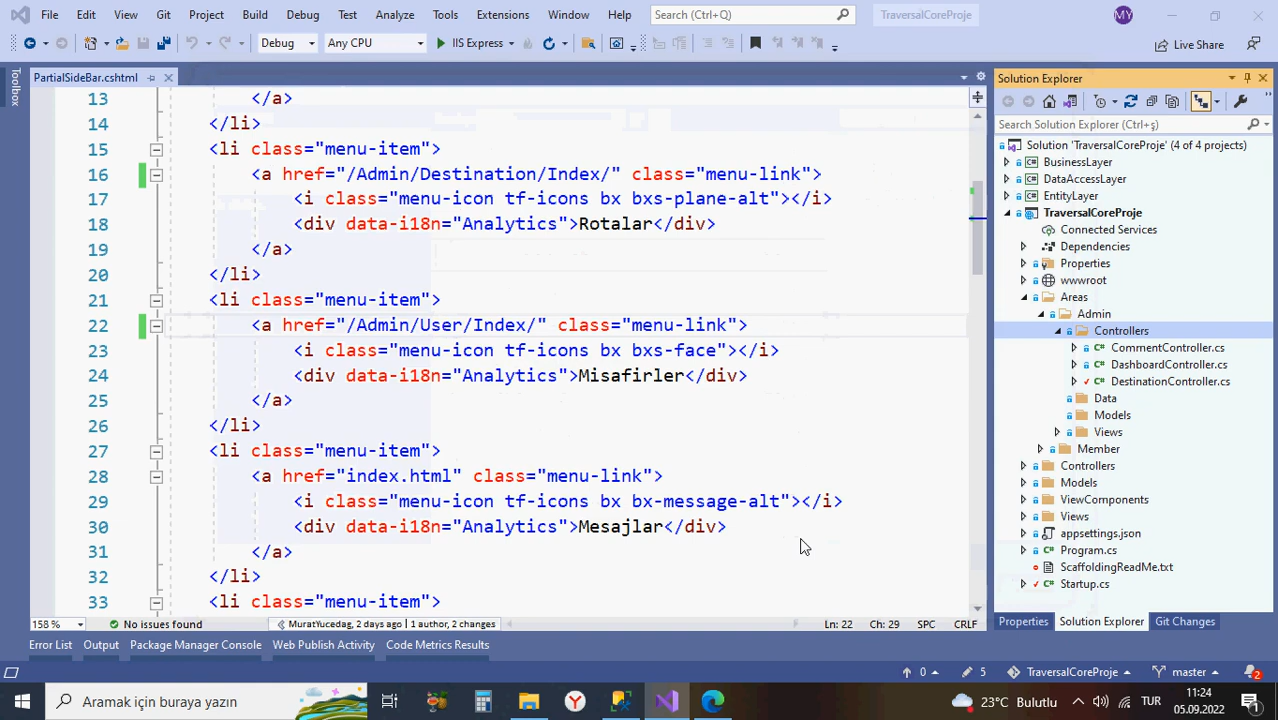 File Edit View Git Project Build Debug Test Analyze Tools Extensions Window Help Search (Ctrl+Q) TraversalCoreProje MY
Debug Any CPU IIS Express Live Share
Toolbox
PartialSideBar.cshtml
13 </a>
14 </li>
15 <li class="menu-item">
16 <a href="/Admin/Destination/Index/" class="menu-link">
17 <i class="menu-icon tf-icons bx bxs-plane-alt"></i>
18 <div data-i18n="Analytics">Rotalar</div>
19 </a>
20 </li>
21 <li class="menu-item">
22 <a href="/Admin/User/Index/" class="menu-link">
23 <i class="menu-icon tf-icons bx bxs-face"></i>
24 <div data-i18n="Analytics">Misafirler</div>
25 </a>
26 </li>
27 <li class="menu-item">
28 <a href="index.html" class="menu-link">
29 <i class="menu-icon tf-icons bx bx-message-alt"></i>
30 <div data-i18n="Analytics">Mesajlar</div>
31 </a>
32 </li>
33 <li class="menu-item">
158 % No issues found MuratYucedag, 2 days ago | 1 author, 2 changes Ln: 22 Ch: 29 SPC CRLF
Solution Explorer
Search Solution Explorer (Ctrl+ş)
Solution 'TraversalCoreProje' (4 of 4 projects)
BusinessLayer
DataAccessLayer
EntityLayer
TraversalCoreProje
Connected Services
Dependencies
Properties
wwwroot
Areas
Admin
Controllers
CommentController.cs
DashboardController.cs
DestinationController.cs
Data
Models
Views
Member
Controllers
Models
ViewComponents
Views
appsettings.json
Program.cs
ScaffoldingReadMe.txt
Startup.cs
Properties Solution Explorer Git Changes
Error List Output Package Manager Console Web Publish Activity Code Metrics Results
0 5 TraversalCoreProje master 2
Aramak için buraya yazın 23°C Bulutlu TUR 11:24 05.09.2022 1